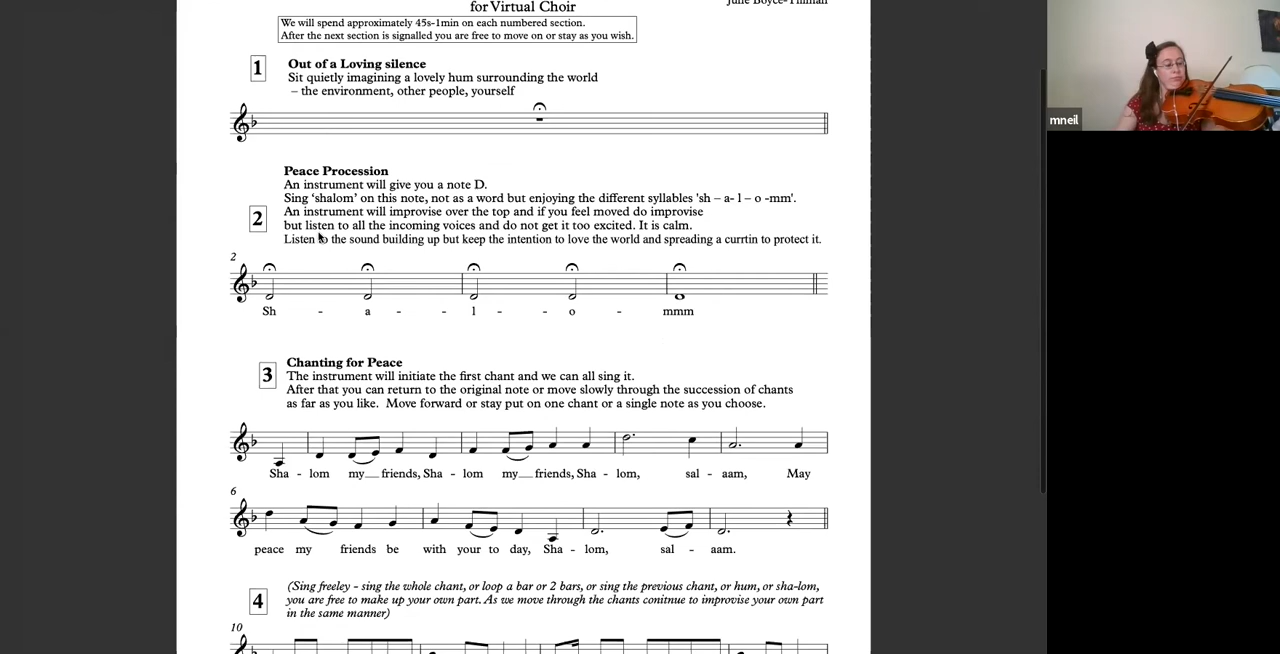 for Virtual Choir
We will spend approximately 45s-1min on each numbered section.
After the next section is signalled you are free to move on or stay as you wish.
1
Out of a Loving silence
Sit quietly imagining a lovely hum surrounding the world
– the environment, other people, yourself
mneil
Peace Procession
An instrument will give you a note D.
Sing ‘shalom’ on this note, not as a word but enjoying the different syllables 'sh – a- l – o -mm'.
2
An instrument will improvise over the top and if you feel moved do improvise
but listen to all the incoming voices and do not get it too excited. It is calm.
Listen to the sound building up but keep the intention to love the world and spreading a currtin to protect it.
2
Sh - a - - l - - o - mmm
Chanting for Peace
3
The instrument will initiate the first chant and we can all sing it.
After that you can return to the original note or move slowly through the succession of chants
as far as you like. Move forward or stay put on one chant or a single note as you choose.
Sha - lom my friends, Sha - lom my friends, Sha - lom, sal - aam, May
6
peace my friends be with your to day, Sha - lom, sal - aam.
4
(Sing freeley - sing the whole chant, or loop a bar or 2 bars, or sing the previous chant, or hum, or sha-lom,
you are free to make up your own part. As we move through the chants conitnue to improvise your own part
in the same manner)
10